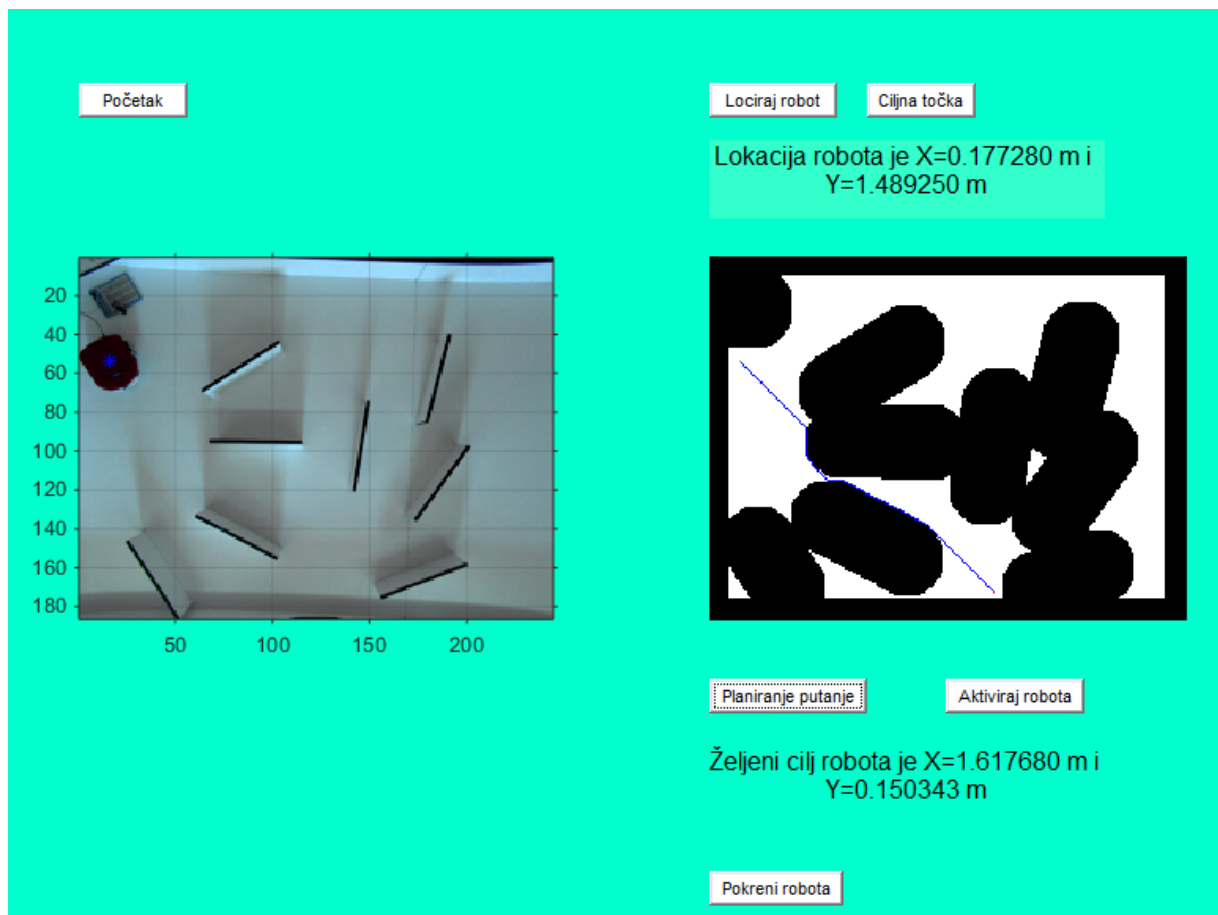 Početak
Lociraj robot
Ciljna točka
Lokacija robota je X=0.177280 m i
Y=1.489250 m
20
40
60
80
100
120
140
160
180
50
100
150
200
Planiranje putanje
Aktiviraj robota
Željeni cilj robota je X=1.617680 m i
Y=0.150343 m
Pokreni robota